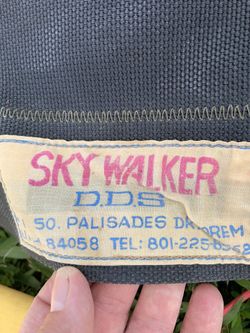 SKY WALKER
D.D.S
50. PALISADES DR. OREM
84058 TEL: 801-225-